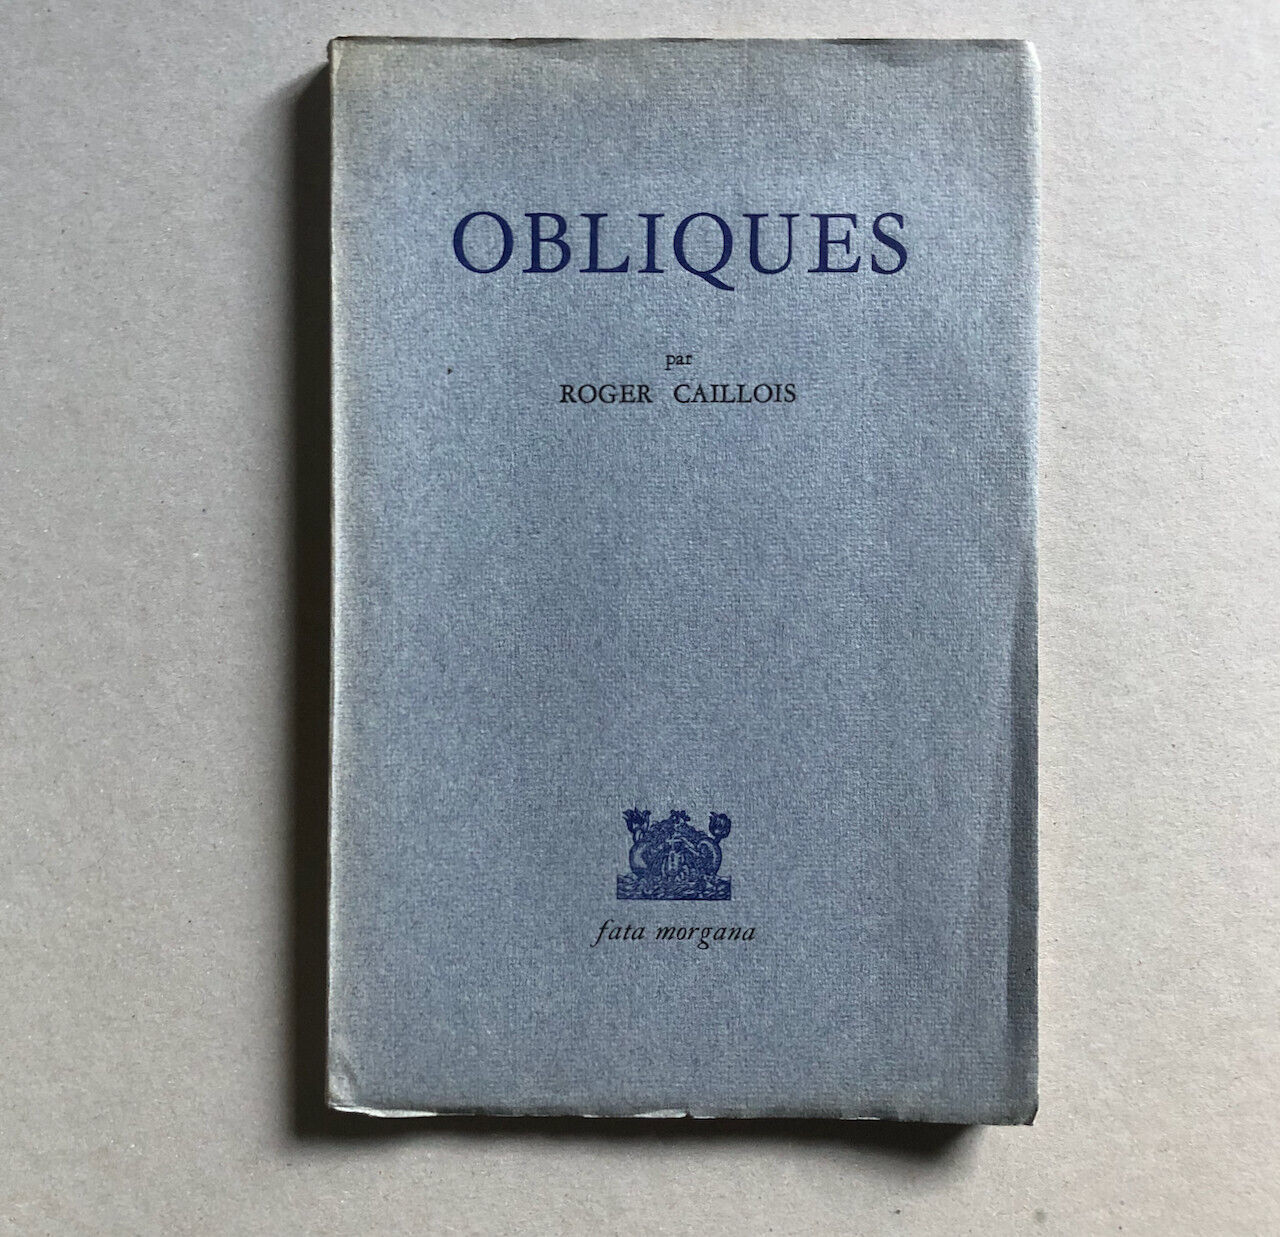 OBLIQUES
par
ROGER CAILLOIS
fata morgana